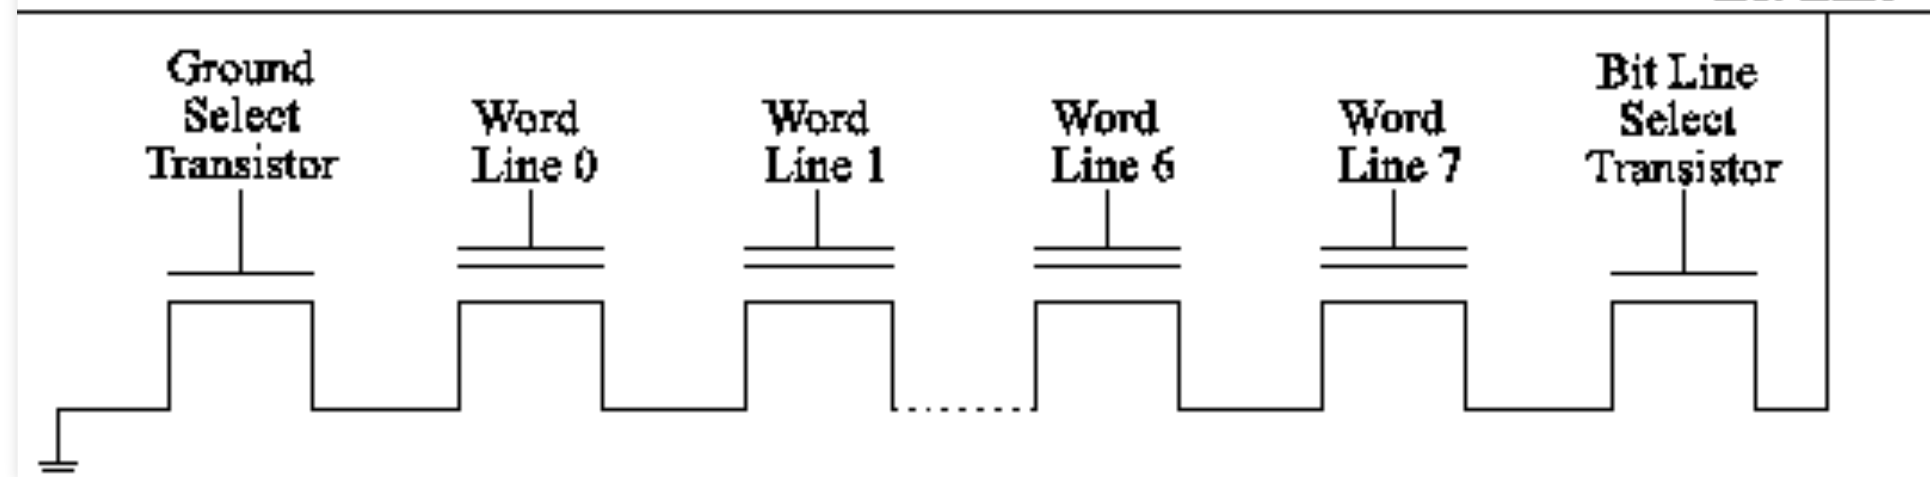 Ground
Select
Transistor
Word
Line 0
Word
Line 1
Word
Line 6
Word
Line 7
Bit Line
Select
Transistor